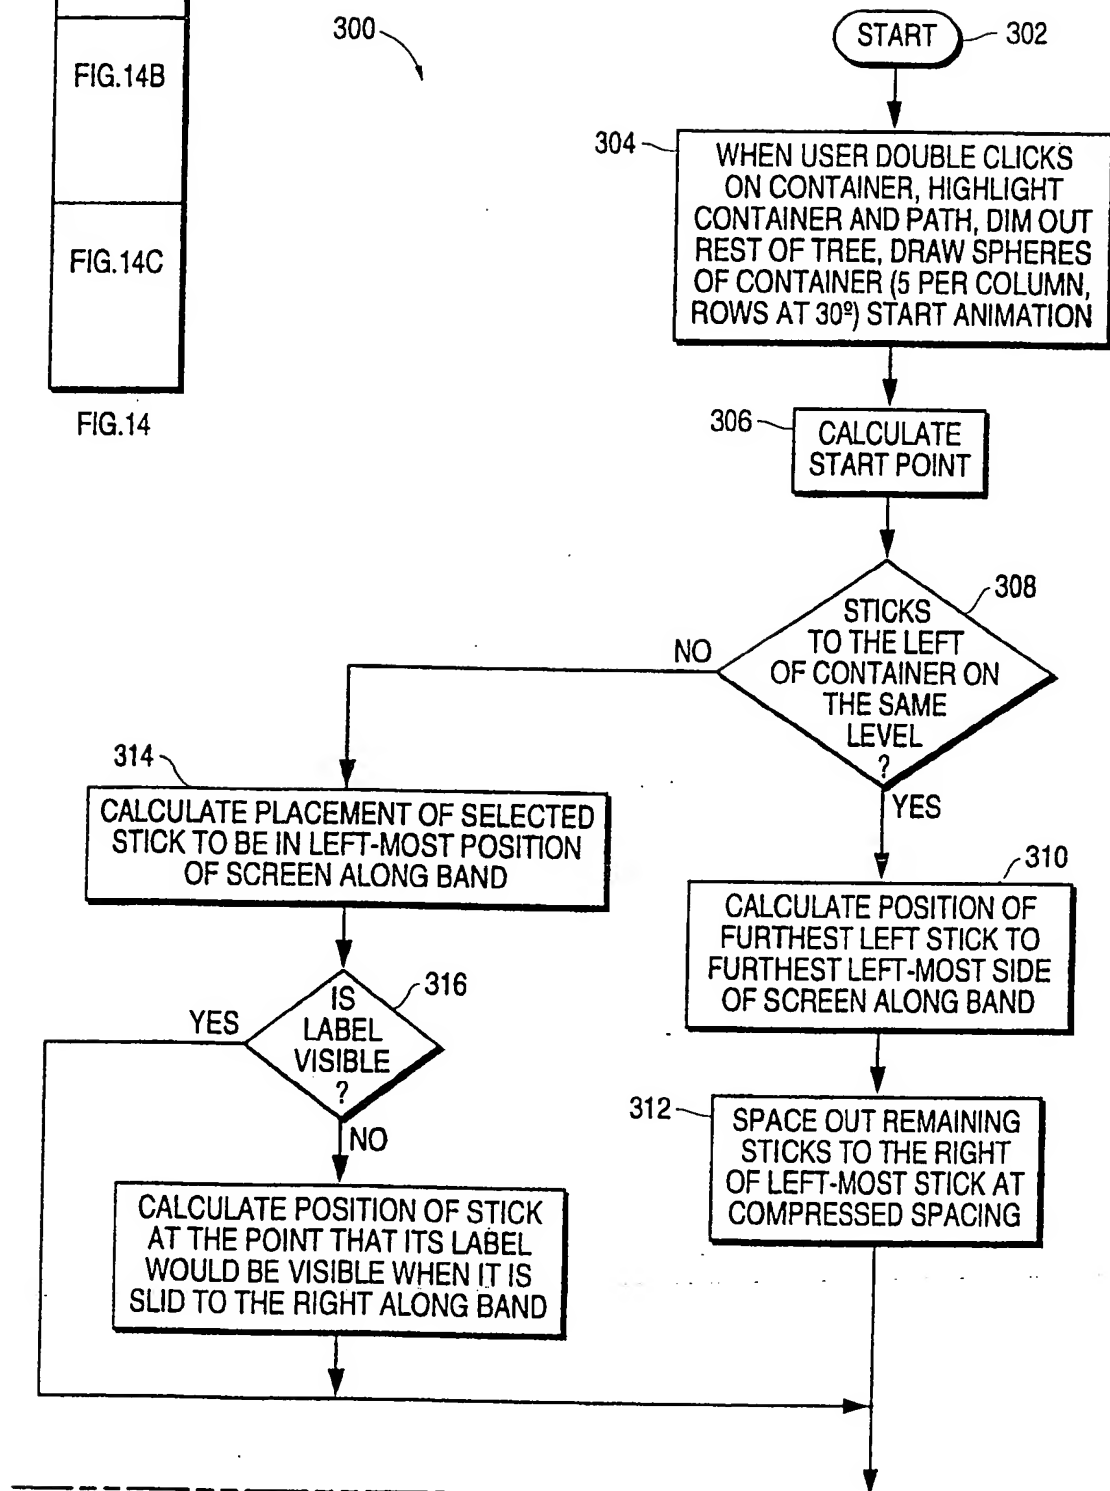 FIG.14B
FIG.14C
FIG.14
300
START
302
304
WHEN USER DOUBLE CLICKS
ON CONTAINER, HIGHLIGHT
CONTAINER AND PATH, DIM OUT
REST OF TREE, DRAW SPHERES
OF CONTAINER (5 PER COLUMN,
ROWS AT 30º) START ANIMATION
306
CALCULATE
START POINT
308
STICKS
TO THE LEFT
OF CONTAINER ON
THE SAME
LEVEL
?
NO
YES
314
CALCULATE PLACEMENT OF SELECTED
STICK TO BE IN LEFT-MOST POSITION
OF SCREEN ALONG BAND
310
CALCULATE POSITION OF
FURTHEST LEFT STICK TO
FURTHEST LEFT-MOST SIDE
OF SCREEN ALONG BAND
316
IS
LABEL
VISIBLE
?
YES
NO
312
SPACE OUT REMAINING
STICKS TO THE RIGHT
OF LEFT-MOST STICK AT
COMPRESSED SPACING
CALCULATE POSITION OF STICK
AT THE POINT THAT ITS LABEL
WOULD BE VISIBLE WHEN IT IS
SLID TO THE RIGHT ALONG BAND